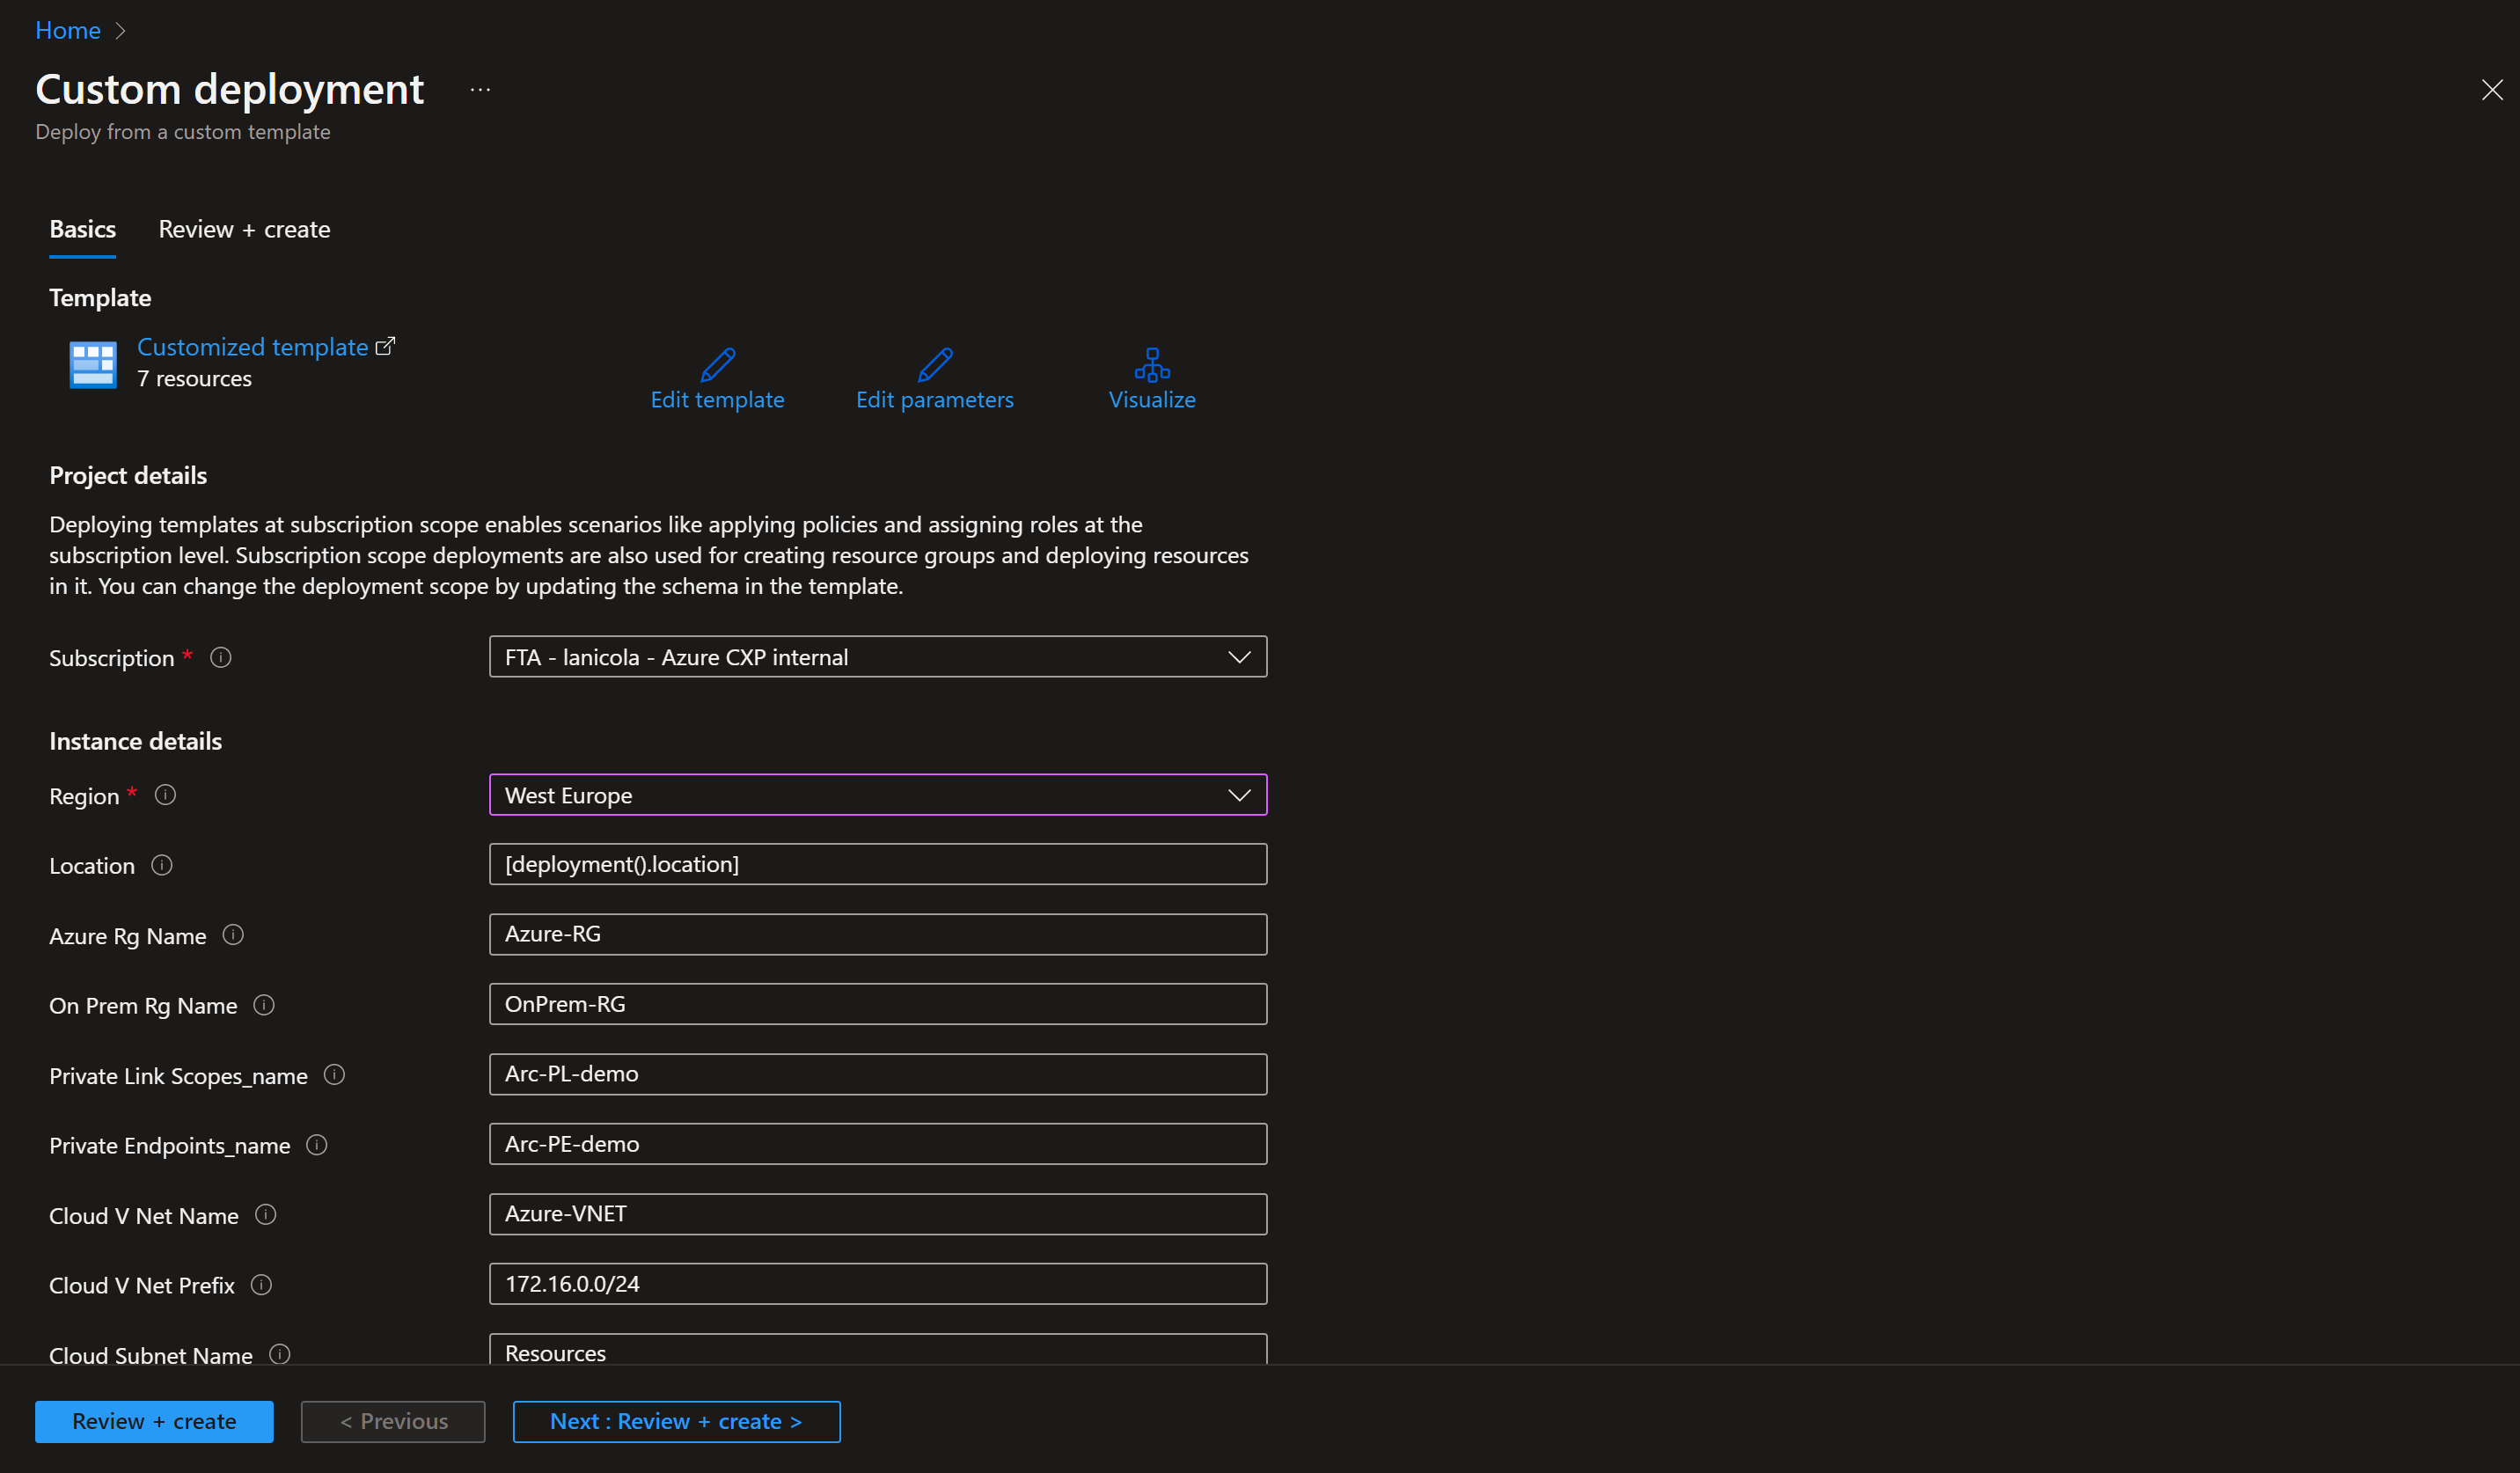 Home >
Custom deployment ...
Deploy from a custom template
Basics Review + create
Template
Customized template
7 resources
Edit template Edit parameters Visualize
Project details
Deploying templates at subscription scope enables scenarios like applying policies and assigning roles at the
subscription level. Subscription scope deployments are also used for creating resource groups and deploying resources
in it. You can change the deployment scope by updating the schema in the template.
Subscription * FTA - lanicola - Azure CXP internal
Instance details
Region * West Europe
Location [deployment().location]
Azure Rg Name Azure-RG
On Prem Rg Name OnPrem-RG
Private Link Scopes_name Arc-PL-demo
Private Endpoints_name Arc-PE-demo
Cloud V Net Name Azure-VNET
Cloud V Net Prefix 172.16.0.0/24
Cloud Subnet Name Resources
Review + create < Previous Next : Review + create >